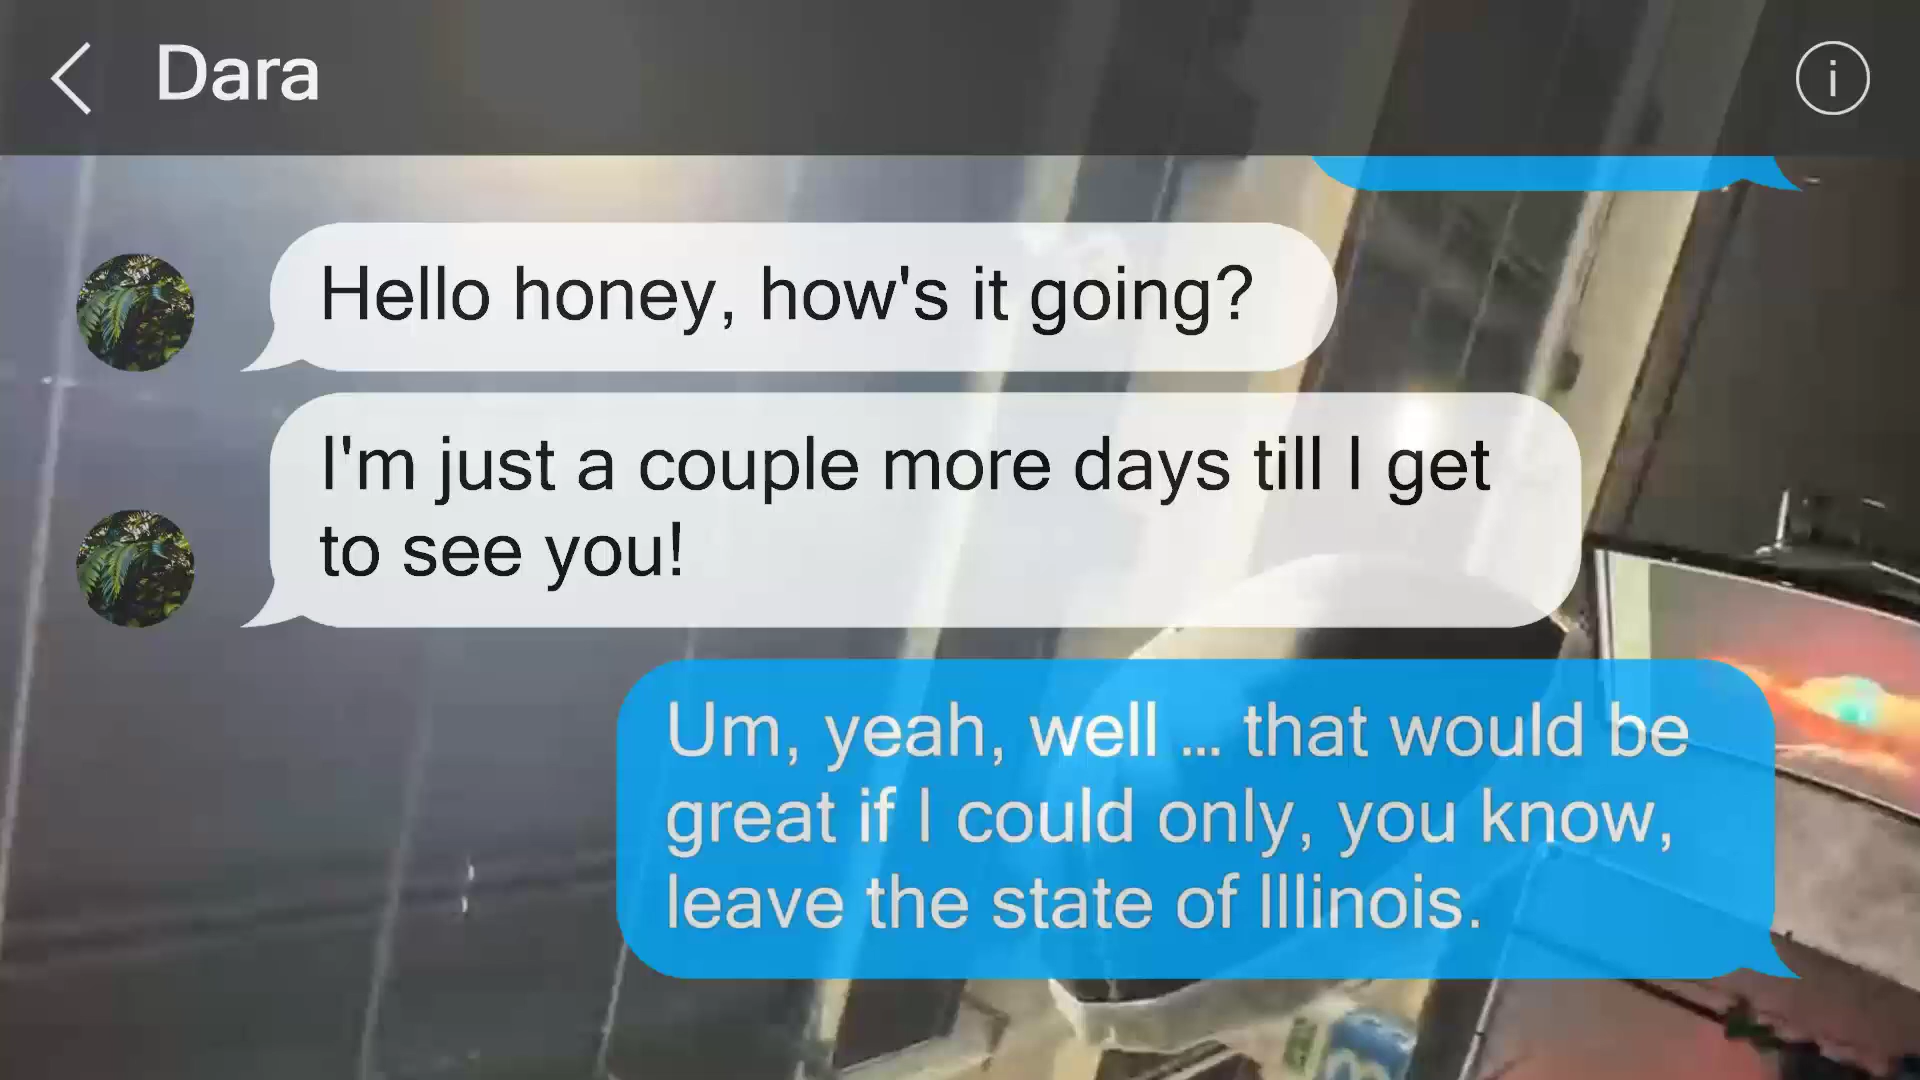 Dara
Hello honey, how's it going?
I'm just a couple more days till I get
to see you!
Um, yeah, well ... that would be
great if I could only, you know,
leave the state of Illinois.